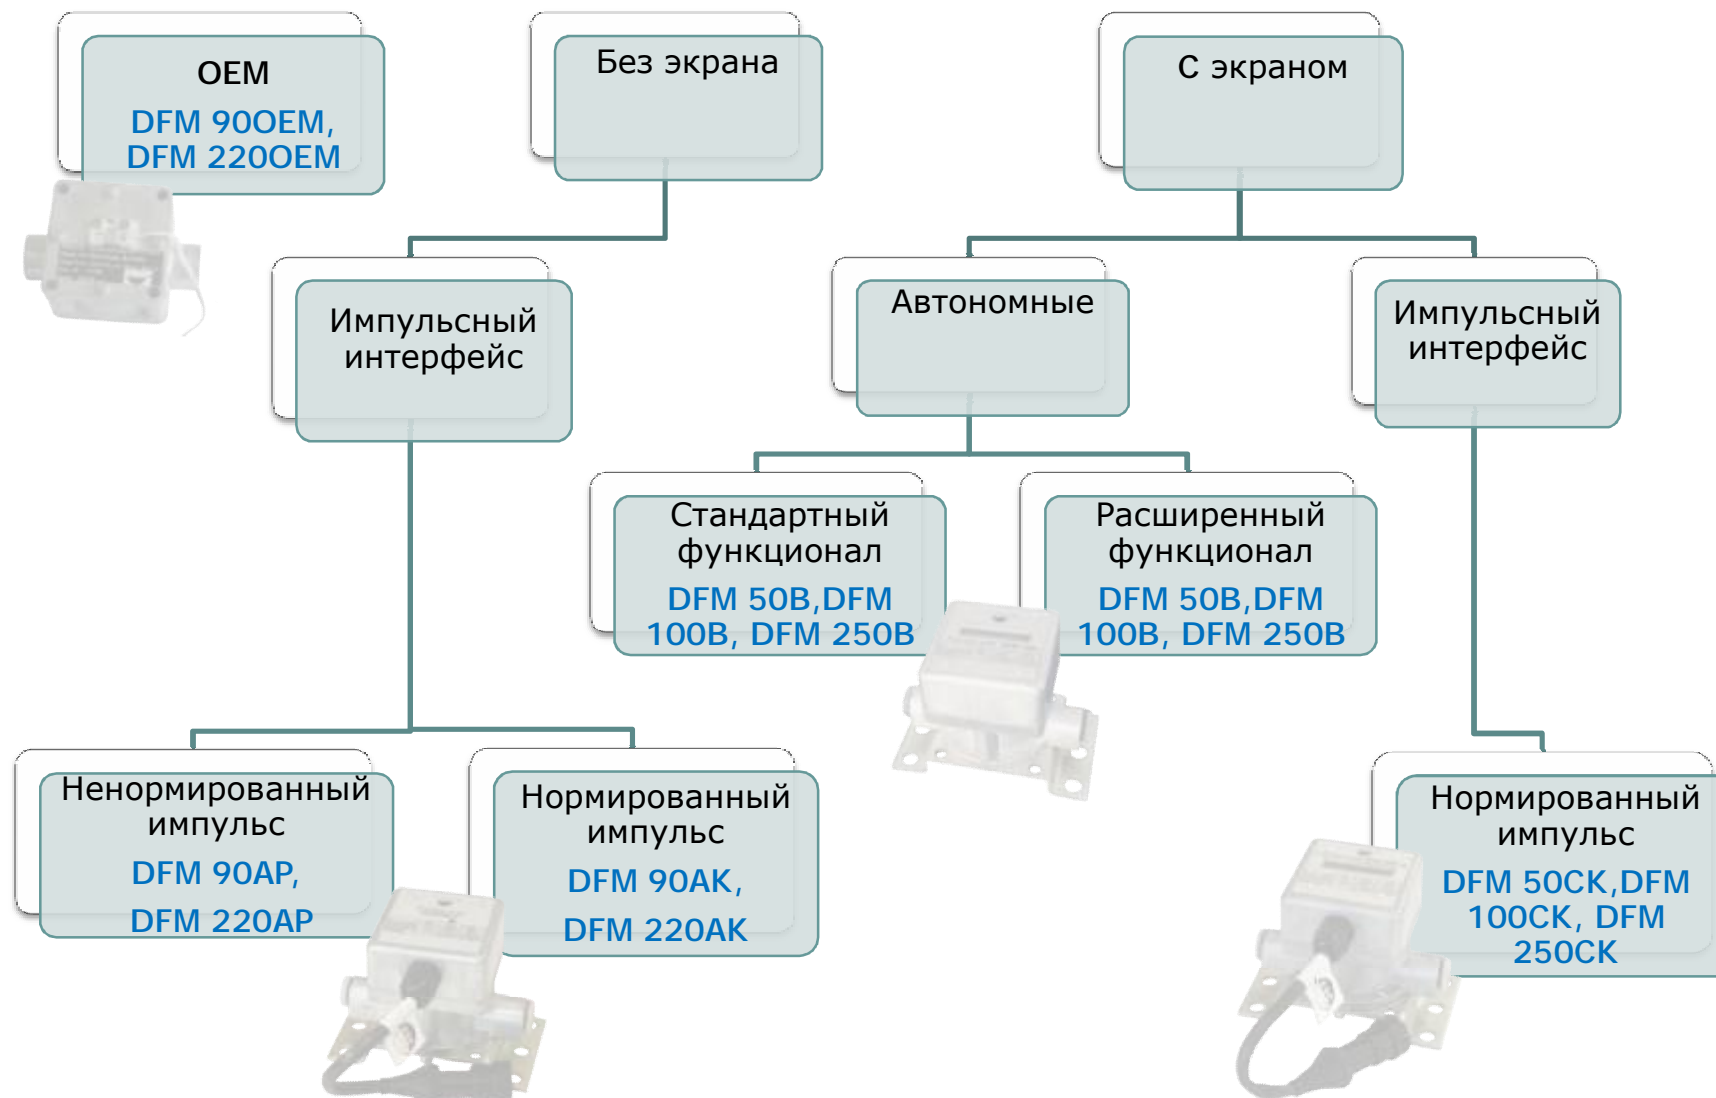 OEM
DFM 90OEM,
DFM 220OEM
Без экрана
С экраном
Импульсный
интерфейс
Автономные
Импульсный
интерфейс
Стандартный
функционал
DFM 50B,DFM
100B, DFM 250B
Расширенный
функционал
DFM 50B,DFM
100B, DFM 250B
Ненормированный
импульс
DFM 90AP,
DFM 220AP
Нормированный
импульс
DFM 90AK,
DFM 220AK
Нормированный
импульс
DFM 50CK,DFM
100CK, DFM
250CK